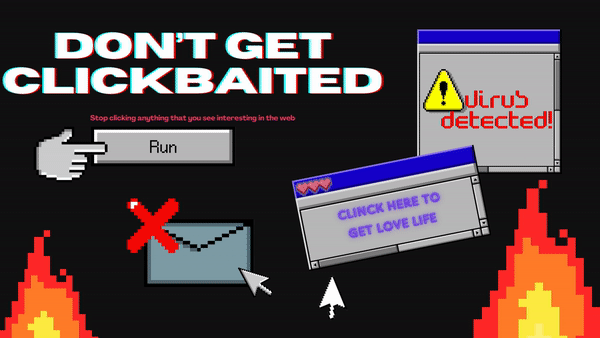 DON'T GET
CLICKBAITED
Stop clicking anything that you see interesting in the web
Run
virus
detected!
CLINCK HERE TO
GET LOVE LIFE